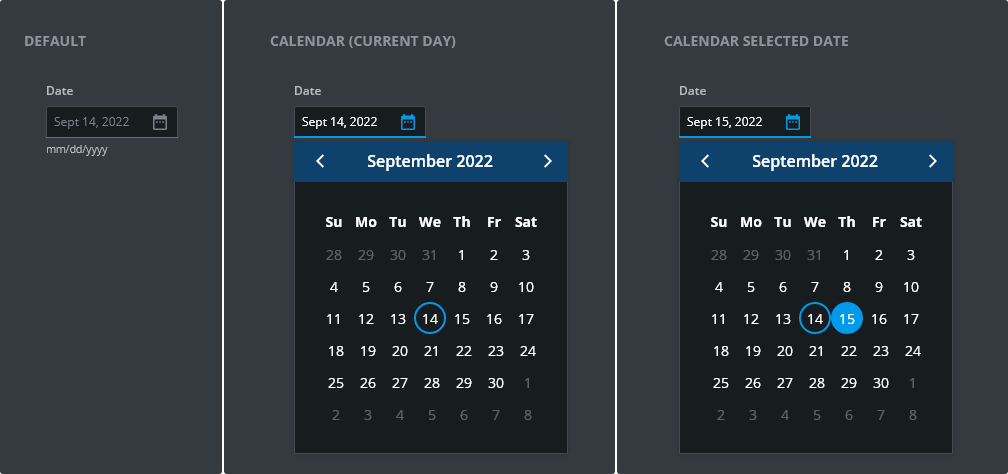 DEFAULT
Date
Sept 14, 2022
mm/dd/yyyy
CALENDAR (CURRENT DAY)
Date
Sept 14, 2022
September 2022
Su Mo Tu We Th Fr Sat
28 29 30 31 1 2 3
4 5 6 7 8 9 10
11 12 13 14 15 16 17
18 19 20 21 22 23 24
25 26 27 28 29 30 1
2 3 4 5 6 7 8
CALENDAR SELECTED DATE
Date
Sept 15, 2022
September 2022
Su Mo Tu We Th Fr Sat
28 29 30 31 1 2 3
4 5 6 7 8 9 10
11 12 13 14 15 16 17
18 19 20 21 22 23 24
25 26 27 28 29 30 1
2 3 4 5 6 7 8